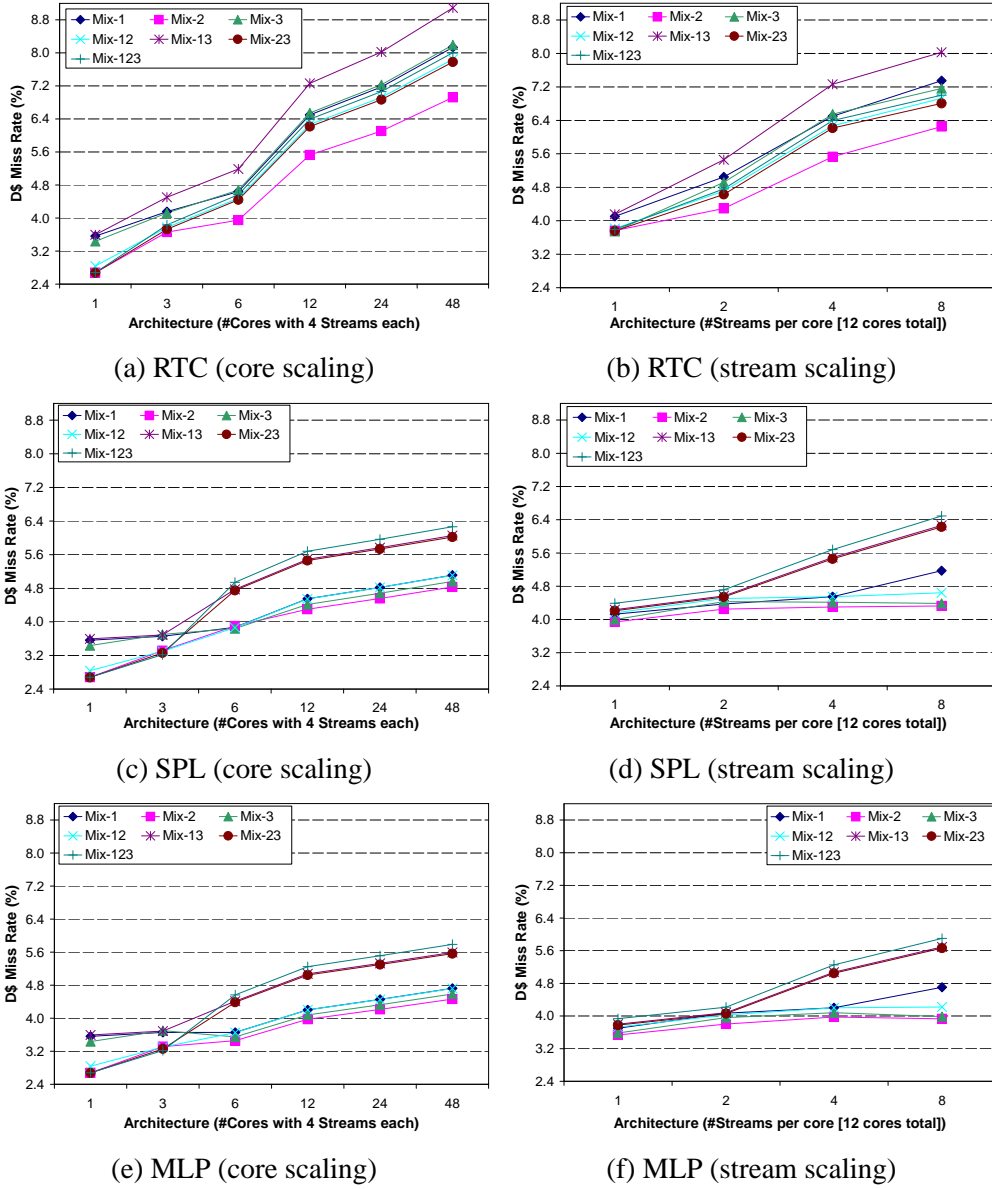 8.8
8.0
7.2
6.4
5.6
4.8
4.0
3.2
2.4
D$ Miss Rate (%)
Mix-1 Mix-2 Mix-3
Mix-12 Mix-13 Mix-23
Mix-123
1 3 6 12 24 48
Architecture (#Cores with 4 Streams each)
(a) RTC (core scaling)
8.8
8.0
7.2
6.4
5.6
4.8
4.0
3.2
2.4
D$ Miss Rate (%)
Mix-1 Mix-2 Mix-3
Mix-12 Mix-13 Mix-23
Mix-123
1 2 4 8
Architecture (#Streams per core [12 cores total])
(b) RTC (stream scaling)
8.8
8.0
7.2
6.4
5.6
4.8
4.0
3.2
2.4
D$ Miss Rate (%)
Mix-1 Mix-2 Mix-3
Mix-12 Mix-13 Mix-23
Mix-123
1 3 6 12 24 48
Architecture (#Cores with 4 Streams each)
(c) SPL (core scaling)
8.8
8.0
7.2
6.4
5.6
4.8
4.0
3.2
2.4
D$ Miss Rate (%)
Mix-1 Mix-2 Mix-3
Mix-12 Mix-13 Mix-23
Mix-123
1 2 4 8
Architecture (#Streams per core [12 cores total])
(d) SPL (stream scaling)
8.8
8.0
7.2
6.4
5.6
4.8
4.0
3.2
2.4
D$ Miss Rate (%)
Mix-1 Mix-2 Mix-3
Mix-12 Mix-13 Mix-23
Mix-123
1 3 6 12 24 48
Architecture (#Cores with 4 Streams each)
(e) MLP (core scaling)
8.8
8.0
7.2
6.4
5.6
4.8
4.0
3.2
2.4
D$ Miss Rate (%)
Mix-1 Mix-2 Mix-3
Mix-12 Mix-13 Mix-23
Mix-123
1 2 4 8
Architecture (#Streams per core [12 cores total])
(f) MLP (stream scaling)